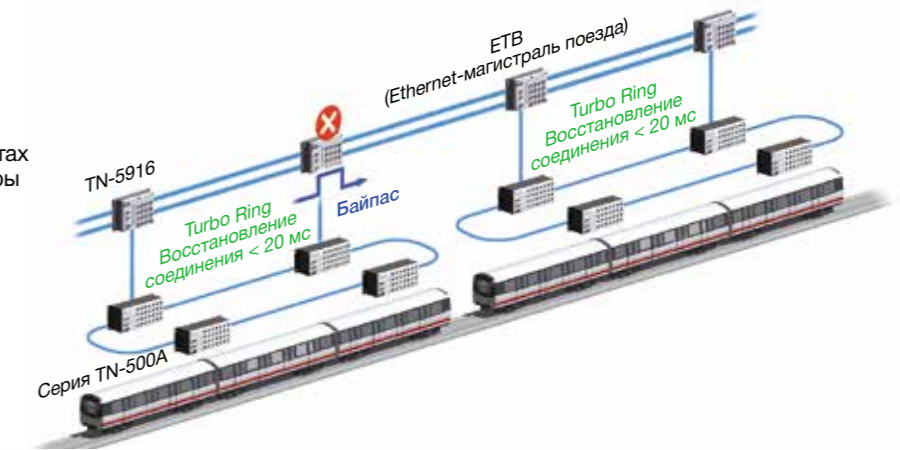 ETB
(Ethernet-магистраль поезда)
Turbo Ring
Восстановление
соединения < 20 мс
TN-5916
Байпас
Turbo Ring
Восстановление
соединения < 20 мс
Серия TN-500A